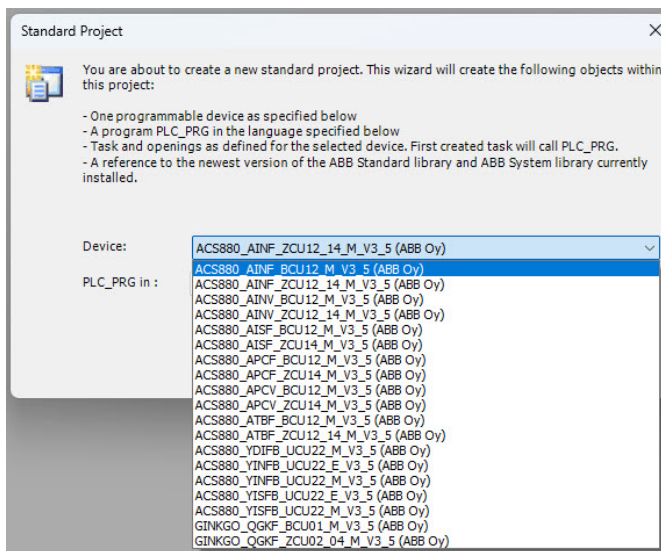 Standard Project
You are about to create a new standard project. This wizard will create the following objects within
this project:
- One programmable device as specified below
- A program PLC_PRG in the language specified below
- Task and openings as defined for the selected device. First created task will call PLC_PRG.
- A reference to the newest version of the ABB Standard library and ABB System library currently
installed.
Device:
ACS880_AINF_ZCU12_14_M_V3_5 (ABB Oy)
PLC_PRG in :
ACS880_AINF_BCU12_M_V3_5 (ABB Oy)
ACS880_AINF_ZCU12_14_M_V3_5 (ABB Oy)
ACS880_AINV_BCU12_M_V3_5 (ABB Oy)
ACS880_AINV_ZCU12_14_M_V3_5 (ABB Oy)
ACS880_AISF_BCU12_M_V3_5 (ABB Oy)
ACS880_AISF_ZCU14_M_V3_5 (ABB Oy)
ACS880_APCF_BCU12_M_V3_5 (ABB Oy)
ACS880_APCF_ZCU14_M_V3_5 (ABB Oy)
ACS880_APCV_BCU12_M_V3_5 (ABB Oy)
ACS880_APCV_ZCU14_M_V3_5 (ABB Oy)
ACS880_ATBF_BCU12_M_V3_5 (ABB Oy)
ACS880_ATBF_ZCU12_14_M_V3_5 (ABB Oy)
ACS880_YDIFB_UCU22_M_V3_5 (ABB Oy)
ACS880_YINFB_UCU22_E_V3_5 (ABB Oy)
ACS880_YINFB_UCU22_M_V3_5 (ABB Oy)
ACS880_YISFB_UCU22_E_V3_5 (ABB Oy)
ACS880_YISFB_UCU22_M_V3_5 (ABB Oy)
GINKGO_QGKF_BCU01_M_V3_5 (ABB Oy)
GINKGO_QGKF_ZCU02_04_M_V3_5 (ABB Oy)